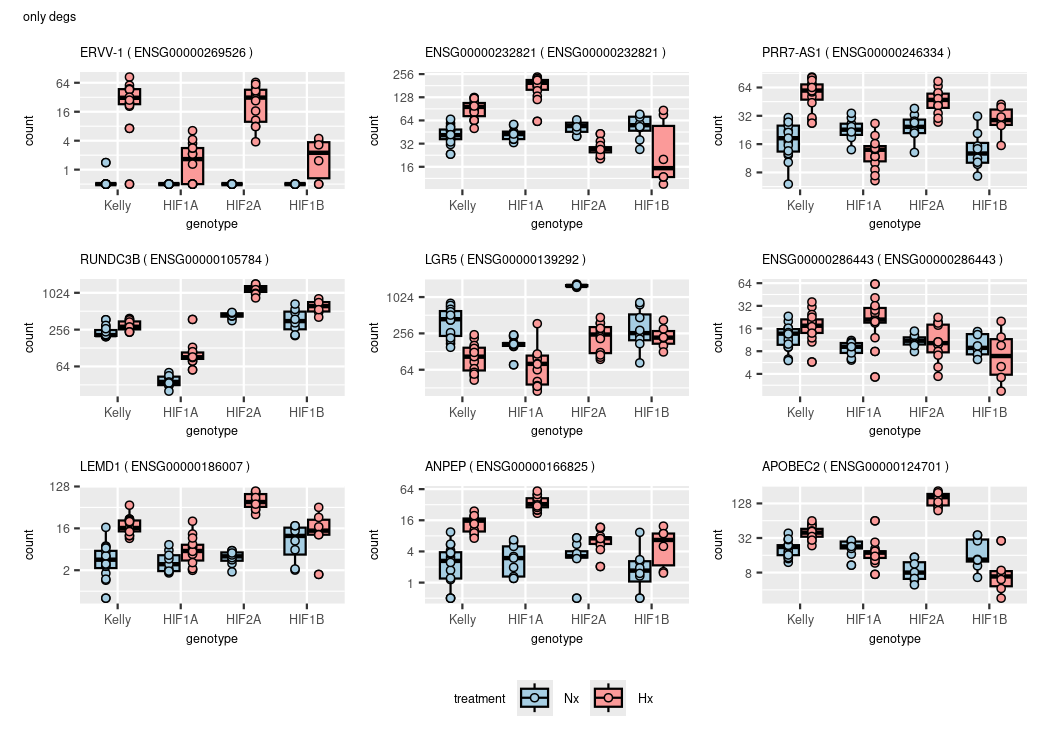 only degs
ERVV-1 ( ENSG00000269526 )
64
16
4
1
count
Kelly HIF1A HIF2A HIF1B
genotype
ENSG00000232821 ( ENSG00000232821 )
256
128
64
32
16
count
Kelly HIF1A HIF2A HIF1B
genotype
PRR7-AS1 ( ENSG00000246334 )
64
32
16
8
count
Kelly HIF1A HIF2A HIF1B
genotype
RUNDC3B ( ENSG00000105784 )
1024
256
64
count
Kelly HIF1A HIF2A HIF1B
genotype
LGR5 ( ENSG00000139292 )
1024
256
64
count
Kelly HIF1A HIF2A HIF1B
genotype
ENSG00000286443 ( ENSG00000286443 )
64
32
16
8
4
count
Kelly HIF1A HIF2A HIF1B
genotype
LEMD1 ( ENSG00000186007 )
128
16
2
count
Kelly HIF1A HIF2A HIF1B
genotype
ANPEP ( ENSG00000166825 )
64
16
4
1
count
Kelly HIF1A HIF2A HIF1B
genotype
APOBEC2 ( ENSG00000124701 )
128
32
8
count
Kelly HIF1A HIF2A HIF1B
genotype
treatment Nx Hx